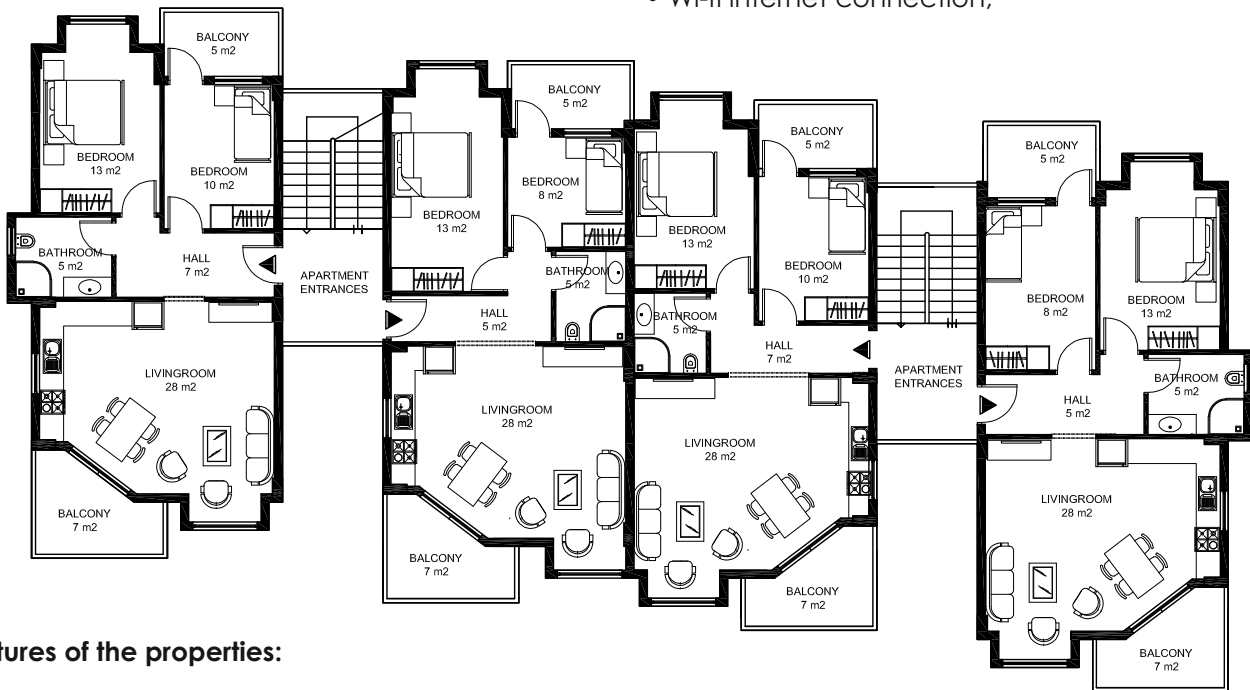 • Wi-fi internet connection;
BALCONY
5 m2
BEDROOM
13 m2
BEDROOM
10 m2
BATHROOM
5 m2
HALL
7 m2
LIVINGROOM
28 m2
BALCONY
7 m2
APARTMENT
ENTRANCES
BALCONY
5 m2
BEDROOM
13 m2
BEDROOM
8 m2
BATHROOM
5 m2
HALL
5 m2
LIVINGROOM
28 m2
BALCONY
7 m2
BALCONY
5 m2
BEDROOM
13 m2
BEDROOM
10 m2
BATHROOM
5 m2
HALL
7 m2
LIVINGROOM
28 m2
BALCONY
7 m2
APARTMENT
ENTRANCES
BALCONY
5 m2
BEDROOM
8 m2
BEDROOM
13 m2
BATHROOM
5 m2
HALL
5 m2
LIVINGROOM
28 m2
BALCONY
7 m2
tures of the properties: